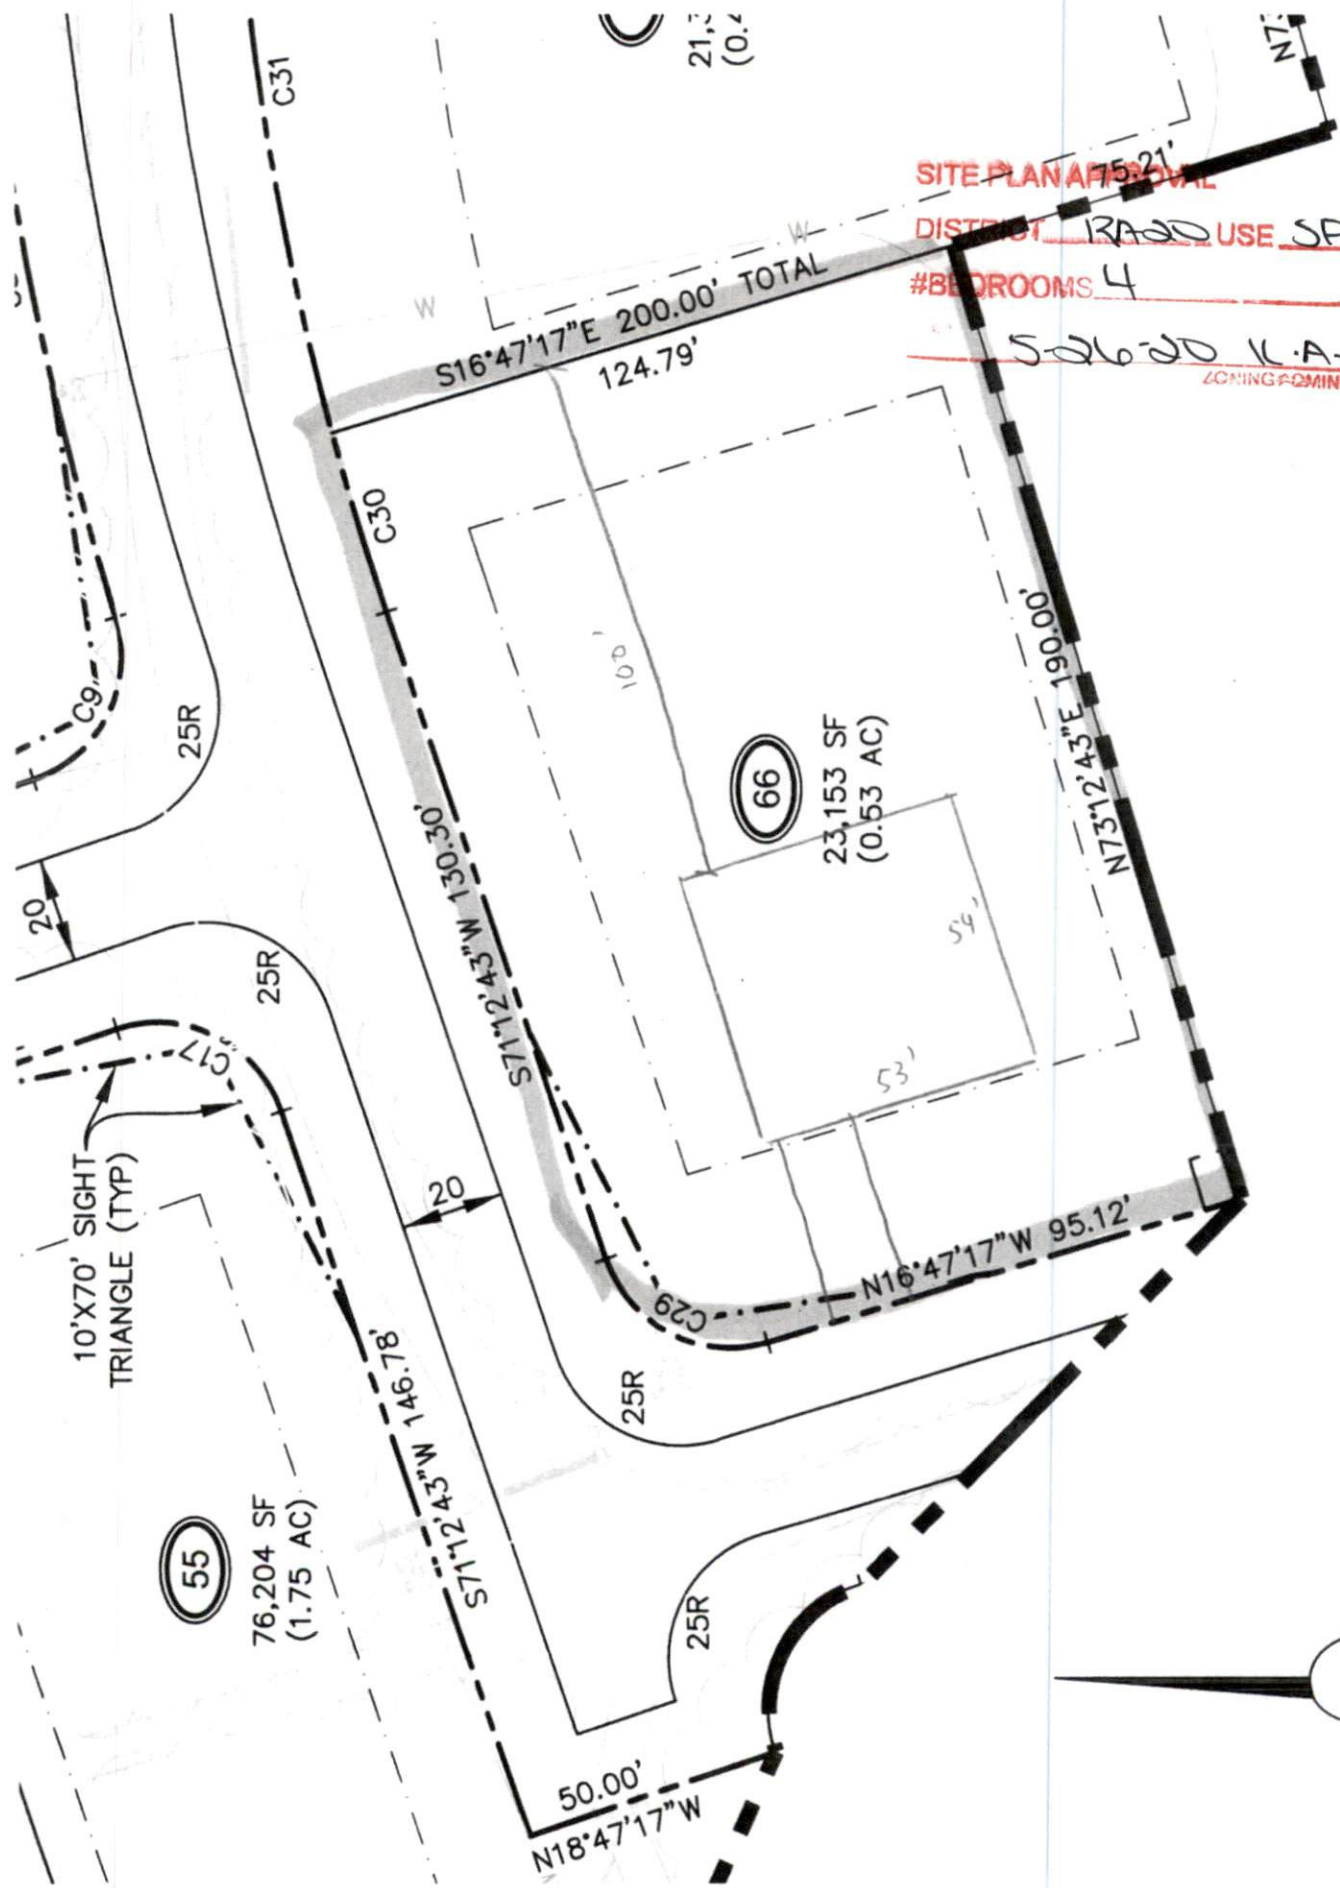 C31
21,
(0.
N7
SITE PLAN APPROVAL
75.21'
DISTRICT RA20 USE SF
#BEDROOMS 4
5-26-20 K.A.
ZONING ADMIN
W
W
S16°47'17"E 200.00' TOTAL
124.79'
C30
C9
25R
100'
66
23,153 SF
(0.53 AC)
N73°12'43"E 190.00'
20
25R
S71°12'43"W 130.30'
54'
53'
C17
10'X70' SIGHT
TRIANGLE (TYP)
20
C29
N16°47'17"W 95.12'
25R
S71°12'43"W 146.78'
55
76,204 SF
(1.75 AC)
25R
50.00'
N18°47'17"W